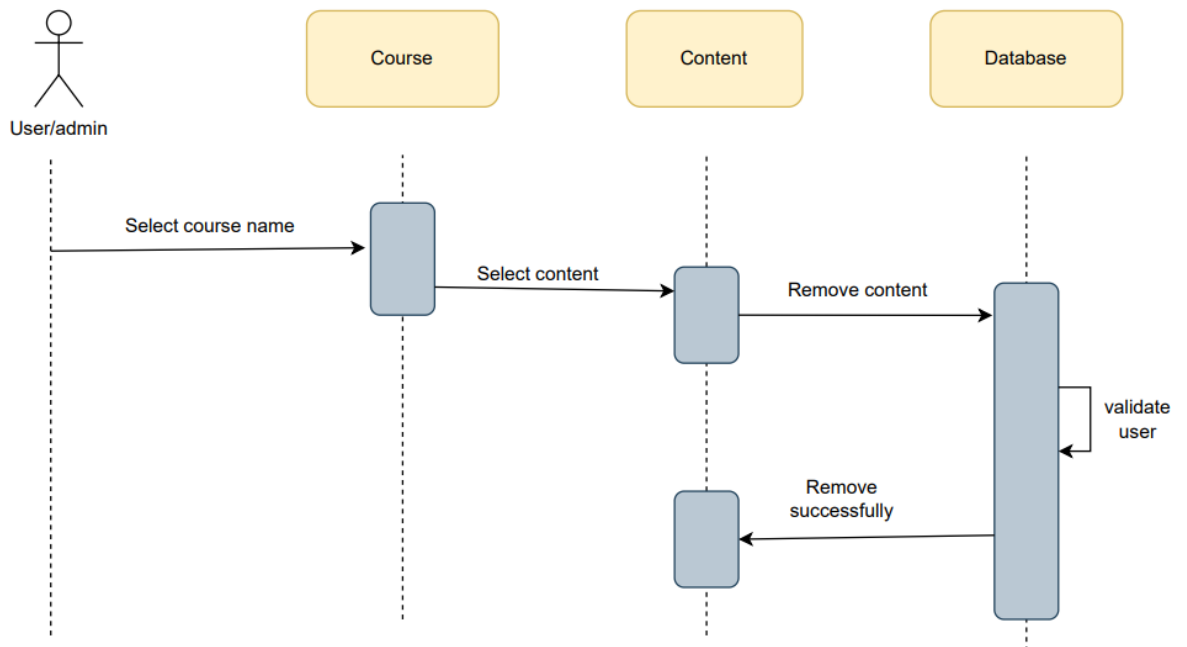 Course
Content
Database
User/admin
Select course name
Select content
Remove content
validate
user
Remove
successfully